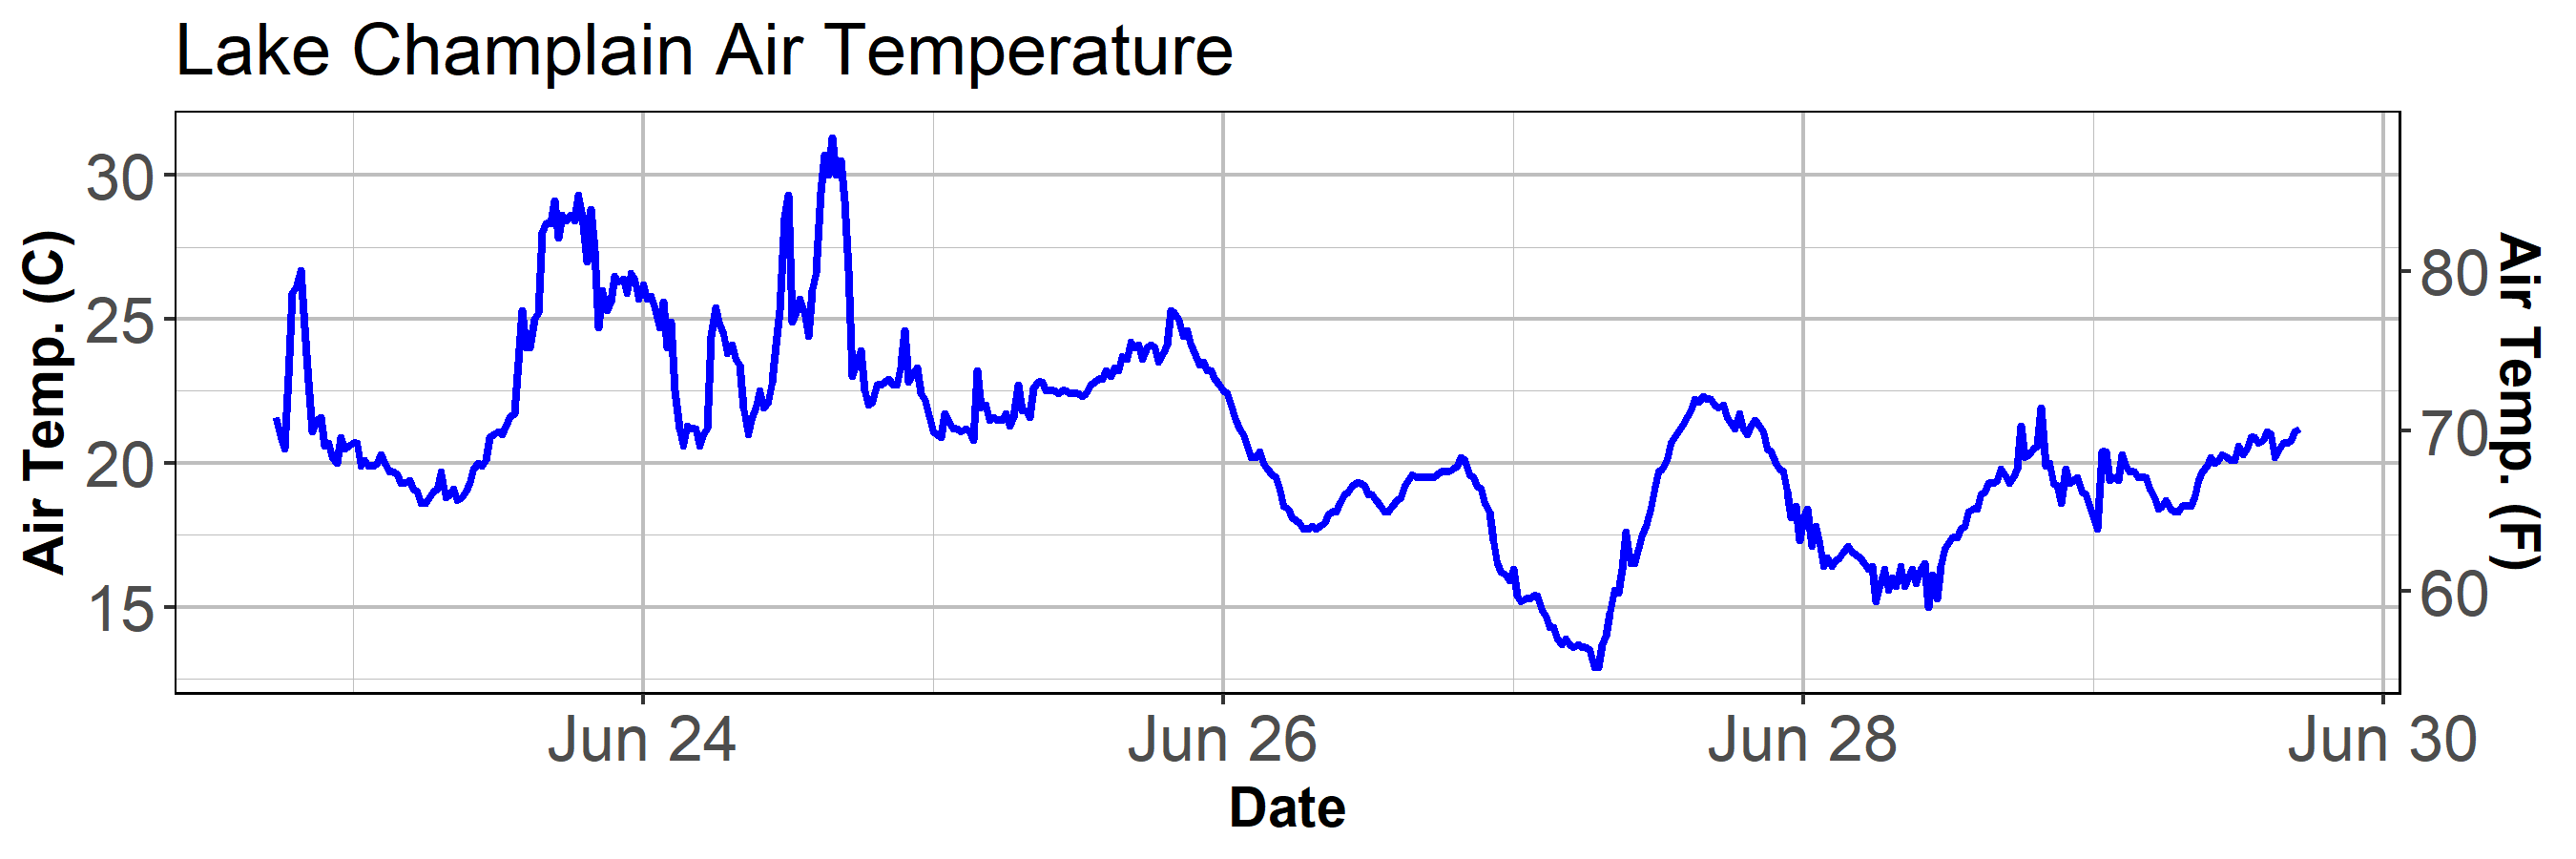 Lake Champlain Air Temperature
Air Temp. (C)
30
25
20
15
80
70
60
Air Temp. (F)
Jun 24
Jun 26
Jun 28
Jun 30
Date